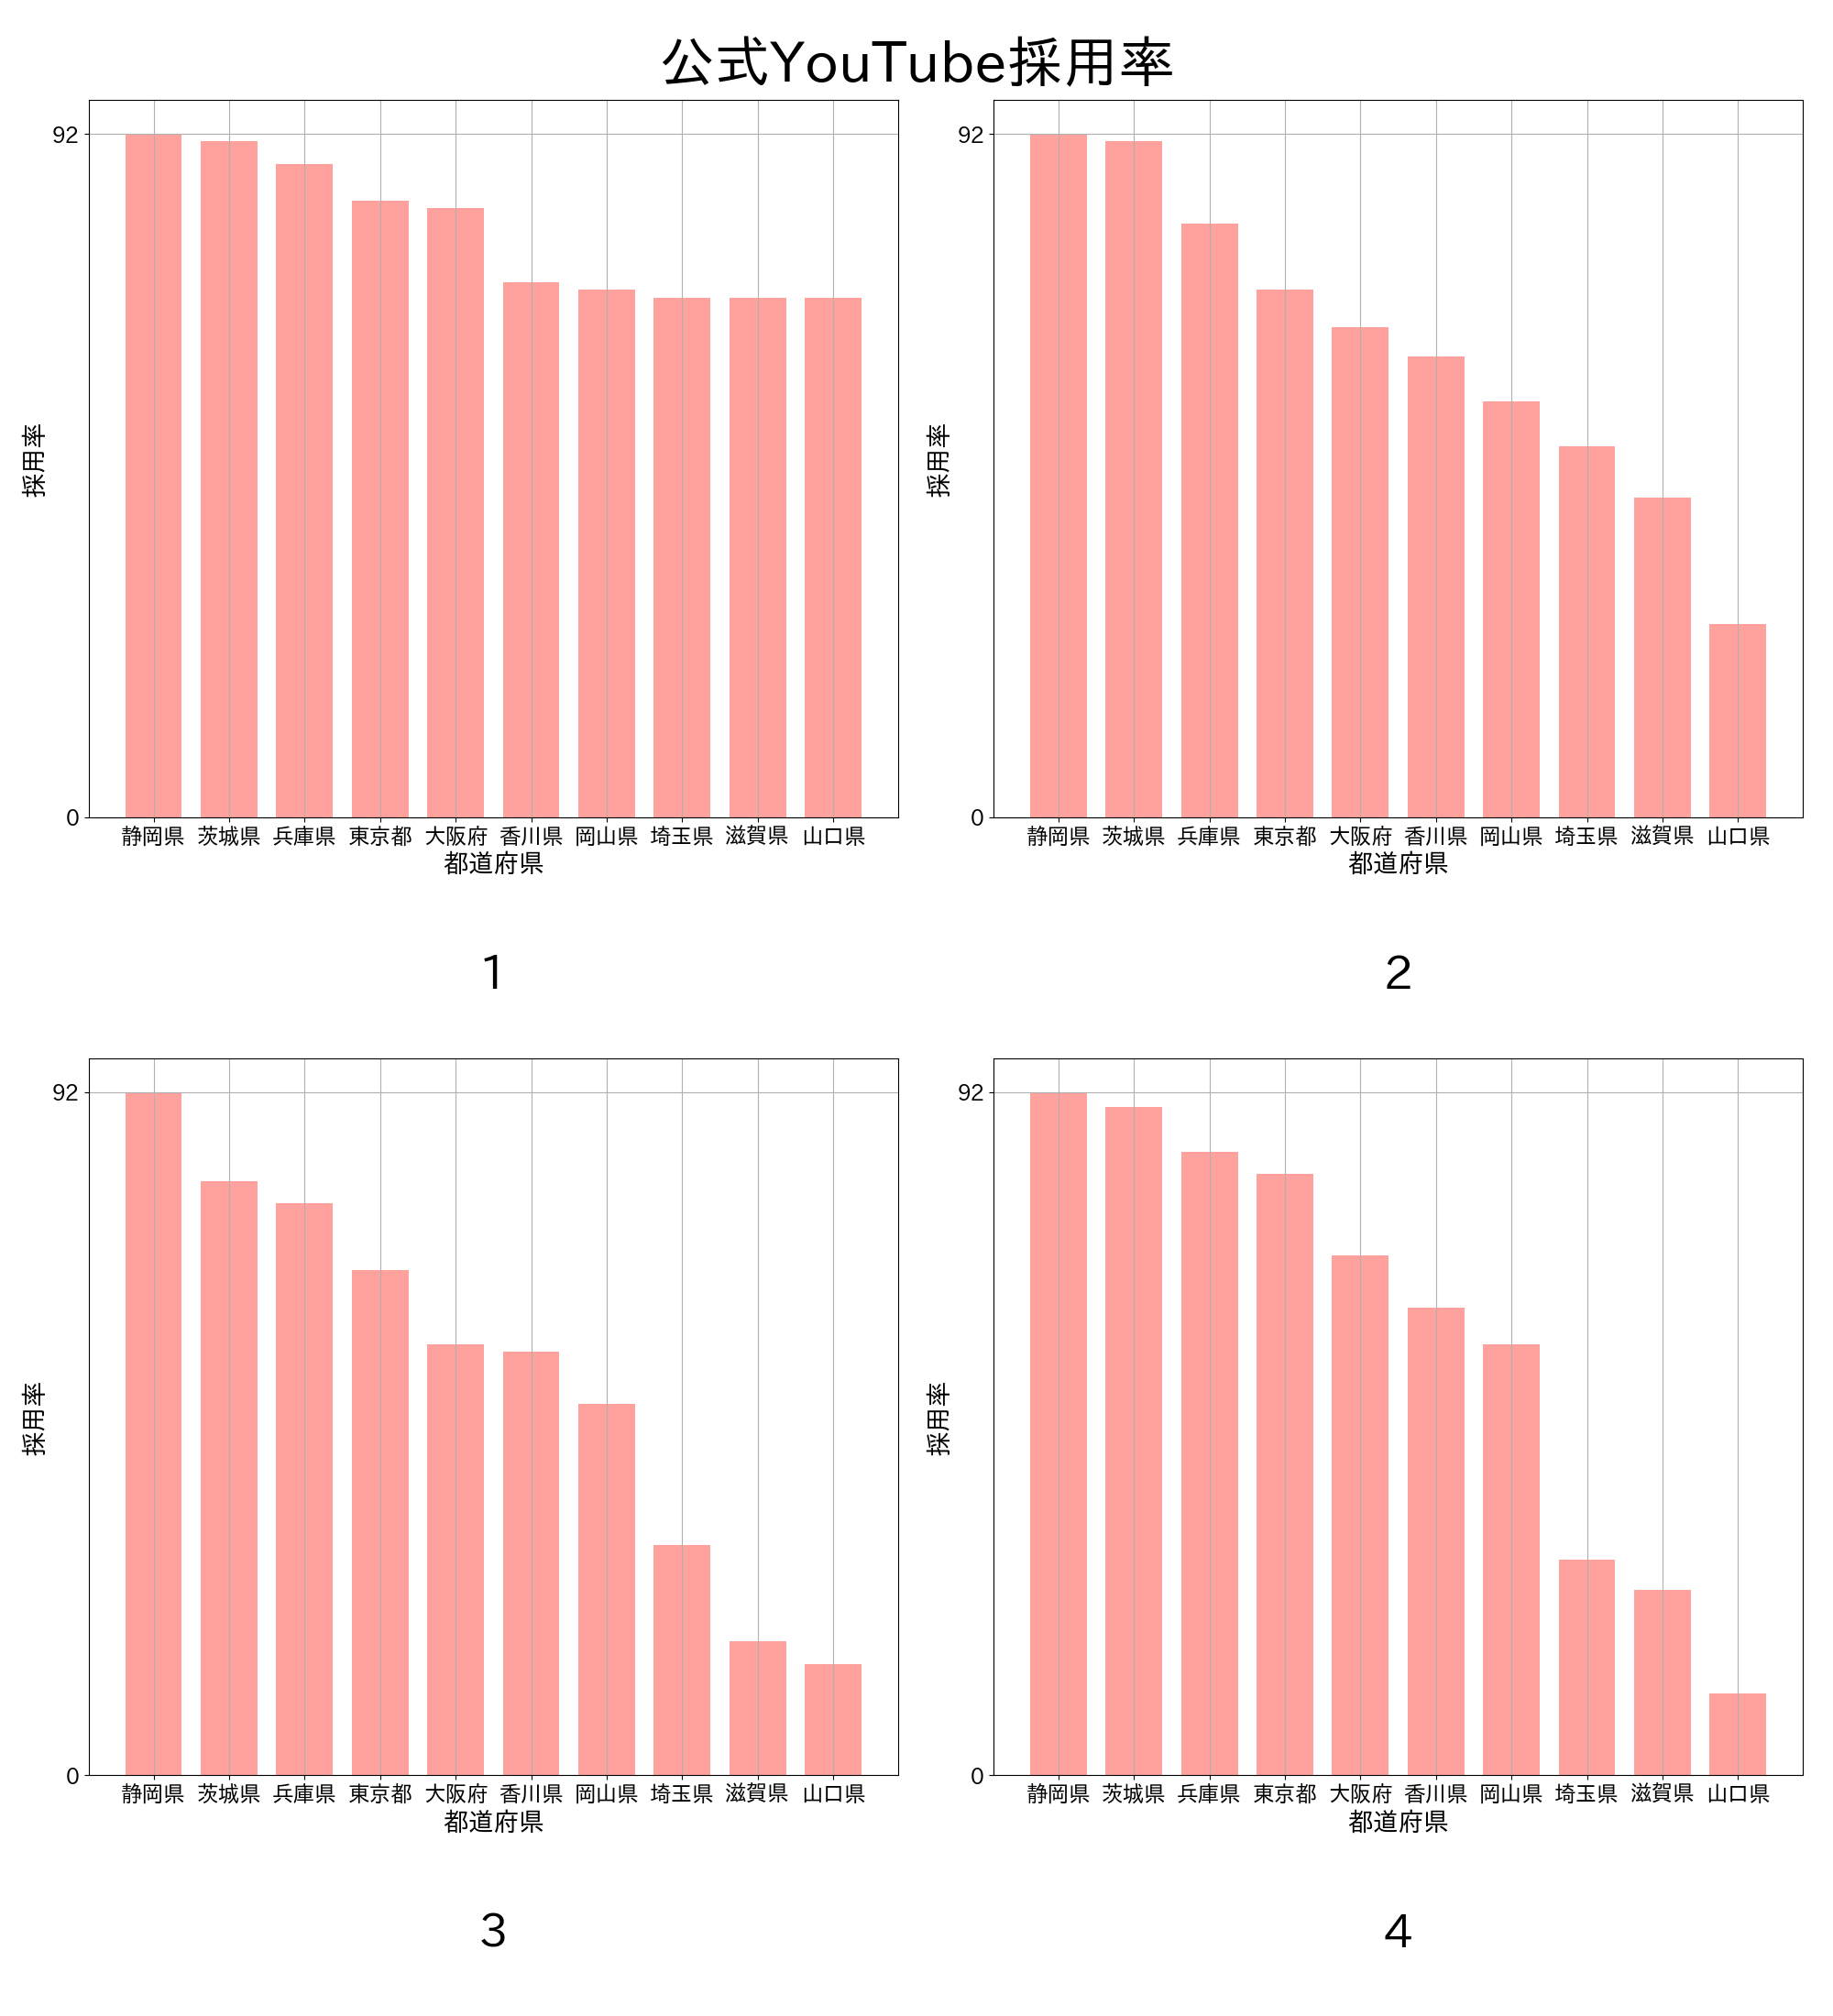 公式YouTube採用率
92
0
採用率
静岡県 茨城県 兵庫県 東京都 大阪府 香川県 岡山県 埼玉県 滋賀県 山口県
都道府県
1
92
0
採用率
静岡県 茨城県 兵庫県 東京都 大阪府 香川県 岡山県 埼玉県 滋賀県 山口県
都道府県
2
92
0
採用率
静岡県 茨城県 兵庫県 東京都 大阪府 香川県 岡山県 埼玉県 滋賀県 山口県
都道府県
3
92
0
採用率
静岡県 茨城県 兵庫県 東京都 大阪府 香川県 岡山県 埼玉県 滋賀県 山口県
都道府県
4